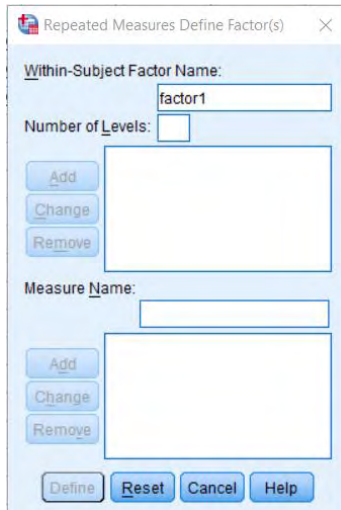 Repeated Measures Define Factor(s)
Within-Subject Factor Name:
factor1
Number of Levels:
Add
Change
Remove
Measure Name:
Add
Change
Remove
Define Reset Cancel Help